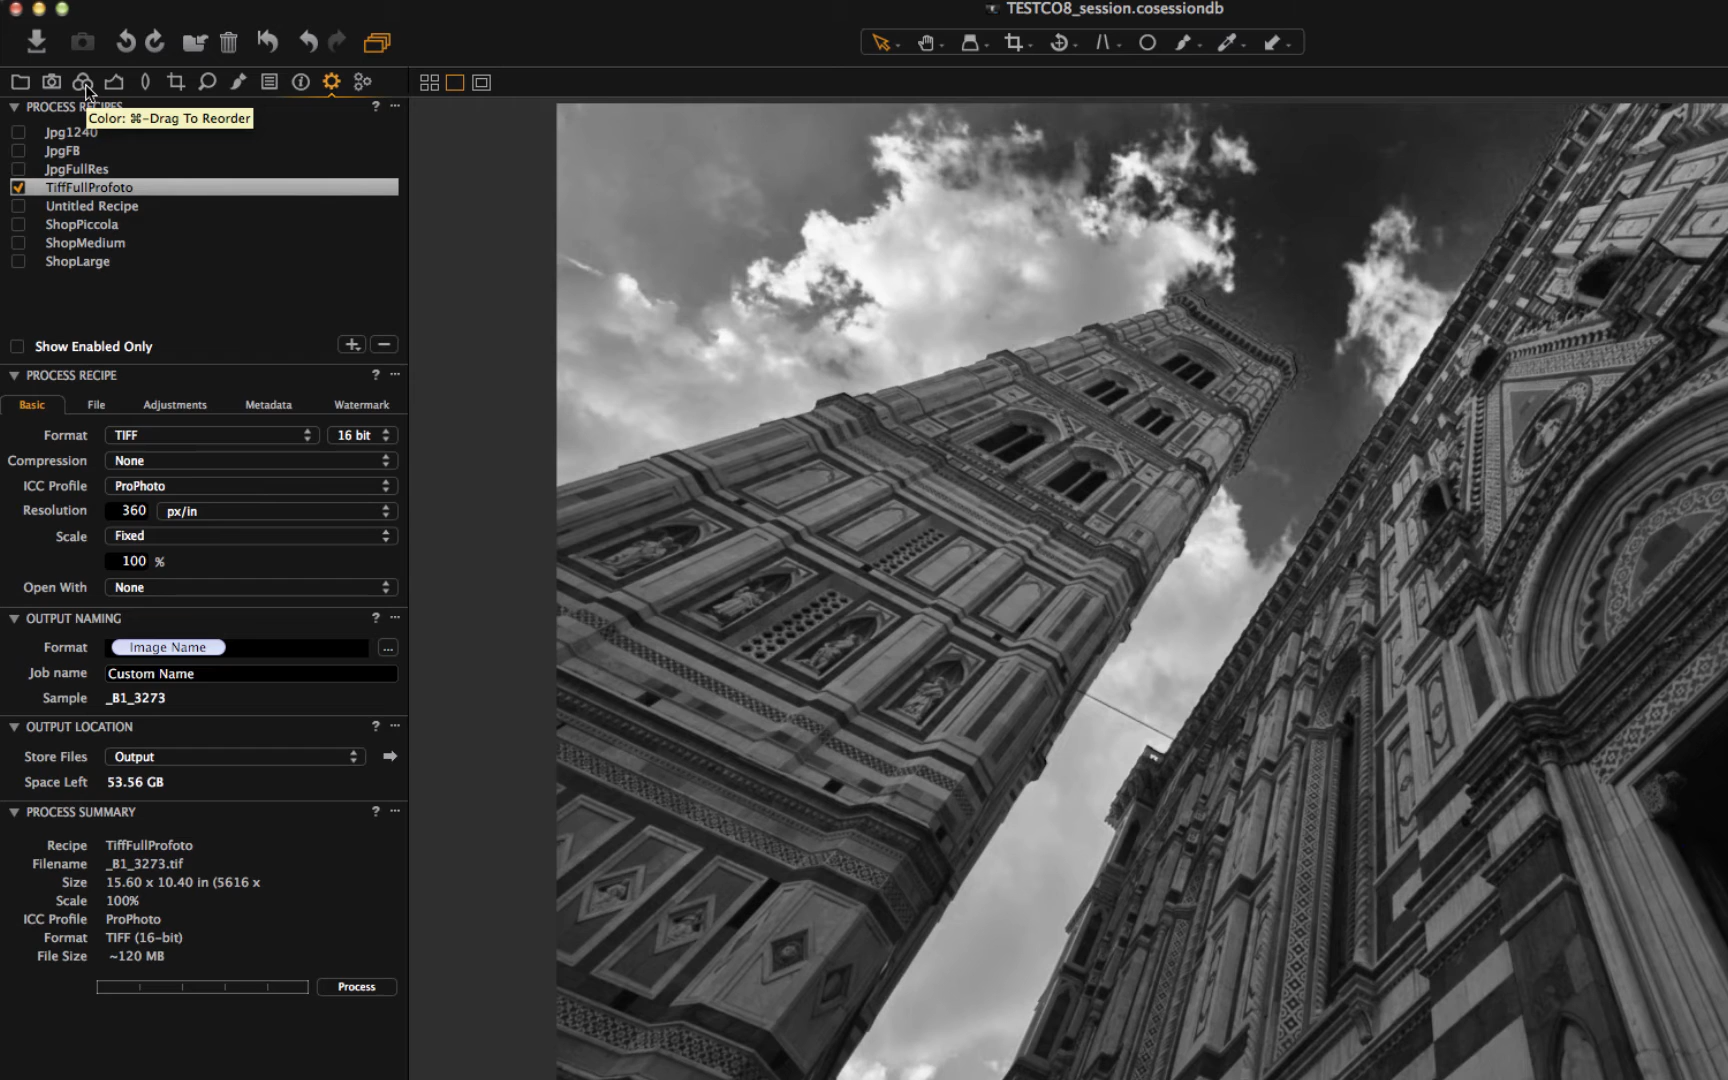 TESTCO8_session.cosessiondb
PROCESS RECIPES ? ...
Color: ⌘-Drag To Reorder
Jpg1240
JpgFB
JpgFullRes
TiffFullProfoto
Untitled Recipe
ShopPiccola
ShopMedium
ShopLarge
Show Enabled Only
PROCESS RECIPE ? ...
Basic File Adjustments Metadata Watermark
Format TIFF 16 bit
Compression None
ICC Profile ProPhoto
Resolution 360 px/in
Scale Fixed
100 %
Open With None
OUTPUT NAMING ? ...
Format Image Name ...
Job name Custom Name
Sample _B1_3273
OUTPUT LOCATION ? ...
Store Files Output
Space Left 53.56 GB
PROCESS SUMMARY ? ...
Recipe TiffFullProfoto
Filename _B1_3273.tif
Size 15.60 x 10.40 in (5616 x
Scale 100%
ICC Profile ProPhoto
Format TIFF (16-bit)
File Size ~120 MB
Process